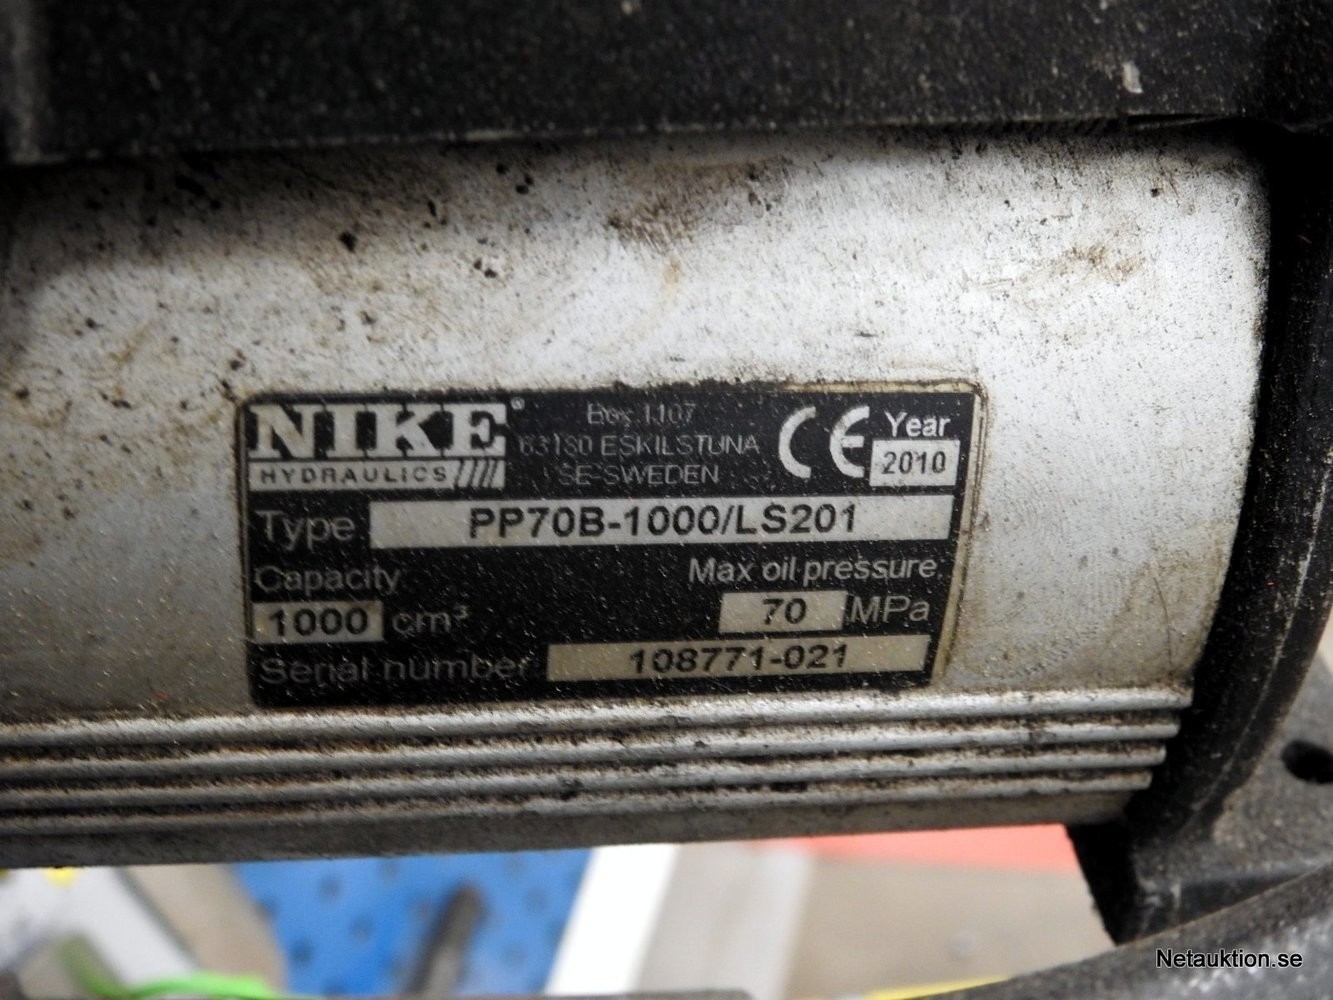 NIKE®
HYDRAULICS
Box 1107
63180 ESKILSTUNA
SE-SWEDEN
CE
Year
2010
Type PP70B-1000/LS201
Capacity
1000 cm³
Max oil pressure
70 MPa
Serial number 108771-021
Netauktion.se